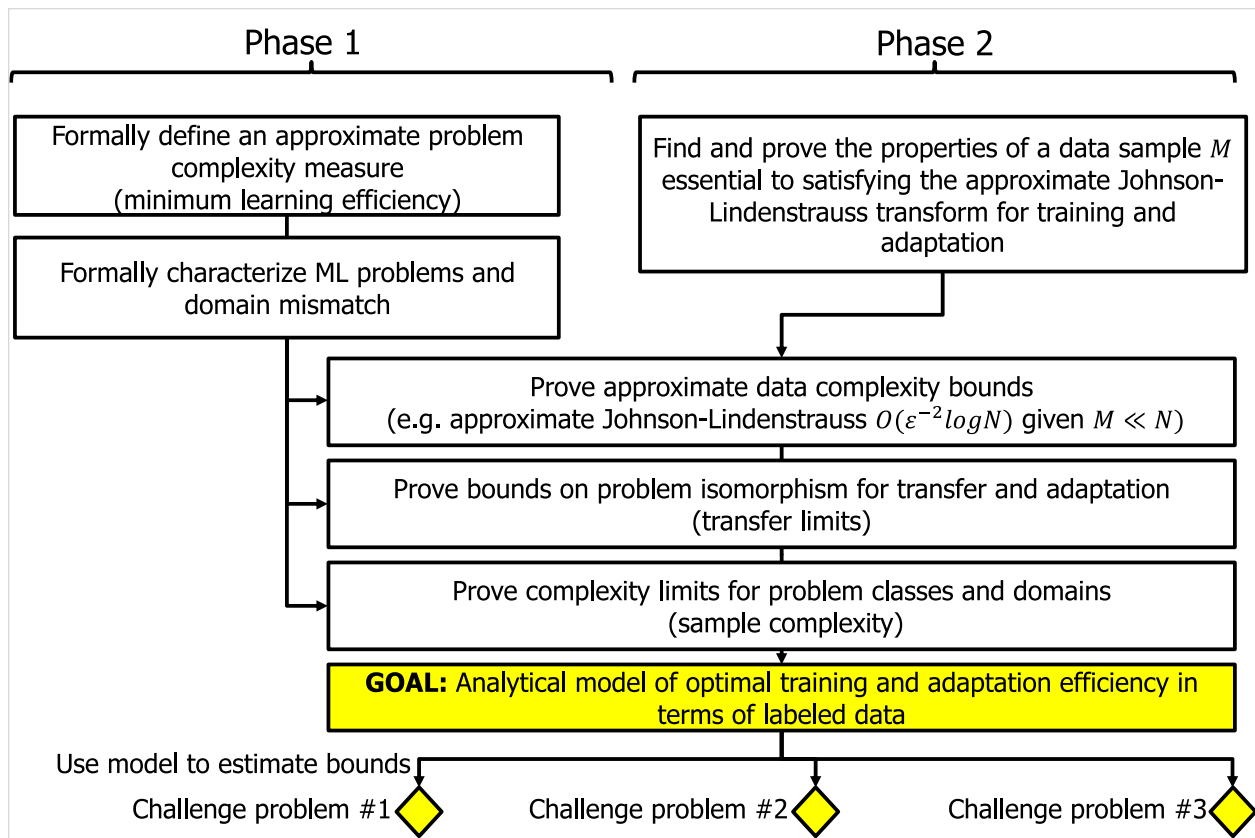 Phase 1
Phase 2
Formally define an approximate problem
complexity measure
(minimum learning efficiency)
Find and prove the properties of a data sample M
essential to satisfying the approximate Johnson-
Lindenstrauss transform for training and
adaptation
Formally characterize ML problems and
domain mismatch
Prove approximate data complexity bounds
(e.g. approximate Johnson-Lindenstrauss O(ε⁻²logN) given M ≪ N)
Prove bounds on problem isomorphism for transfer and adaptation
(transfer limits)
Prove complexity limits for problem classes and domains
(sample complexity)
GOAL: Analytical model of optimal training and adaptation efficiency in
terms of labeled data
Use model to estimate bounds
Challenge problem #1
Challenge problem #2
Challenge problem #3